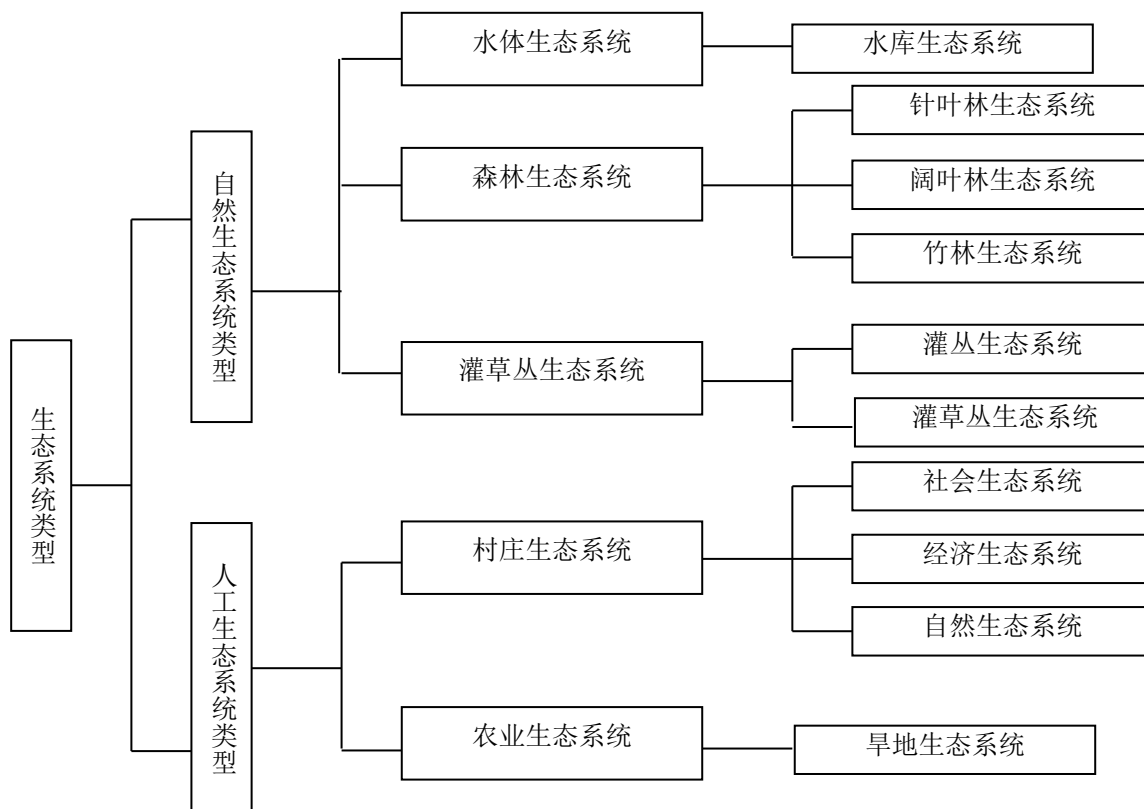 生态系统类型
自然生态系统类型
人工生态系统类型
水体生态系统
森林生态系统
灌草丛生态系统
村庄生态系统
农业生态系统
水库生态系统
针叶林生态系统
阔叶林生态系统
竹林生态系统
灌丛生态系统
灌草丛生态系统
社会生态系统
经济生态系统
自然生态系统
旱地生态系统